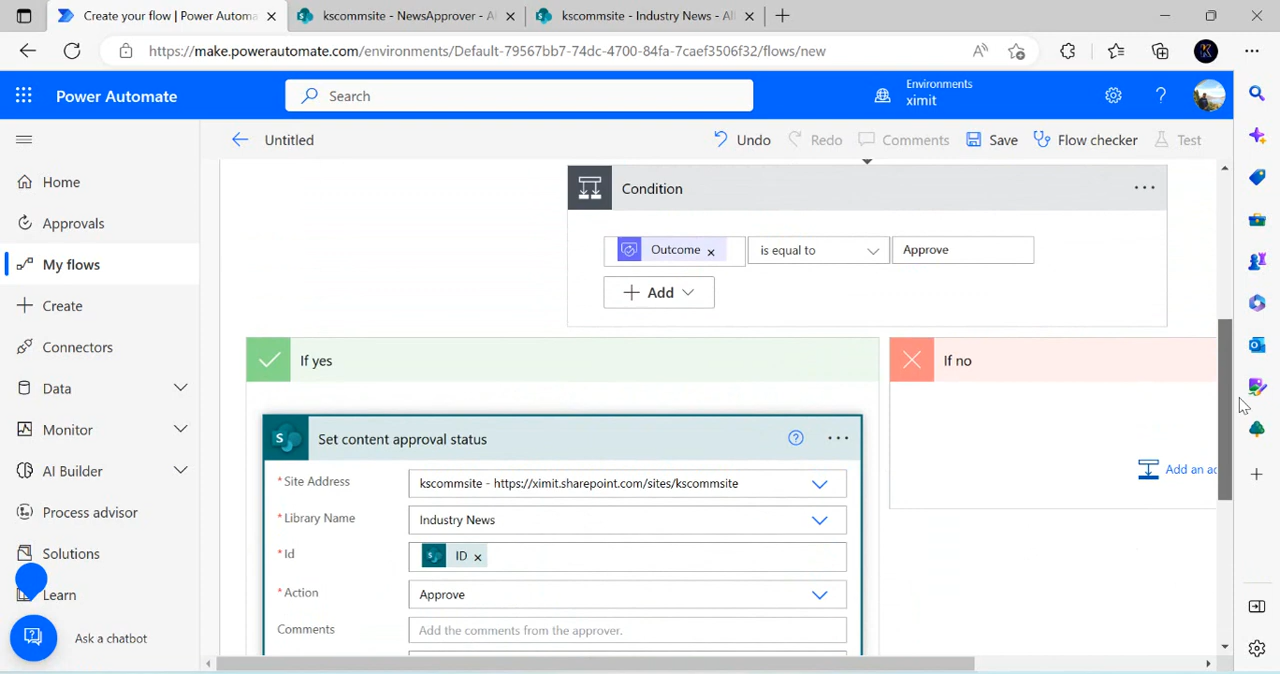 Create your flow | Power Automa
kscommsite - NewsApprover - A
kscommsite - Industry News - Al
https://make.powerautomate.com/environments/Default-79567bb7-74dc-4700-84fa-7caef3506f32/flows/new
Power Automate
Search
Environments
ximit
Untitled
Undo
Redo
Comments
Save
Flow checker
Test
Home
Approvals
My flows
Create
Connectors
Data
Monitor
AI Builder
Process advisor
Solutions
Learn
Ask a chatbot
Condition
Outcome
is equal to
Approve
Add
If yes
If no
Set content approval status
Add an ac
* Site Address
kscommsite - https://ximit.sharepoint.com/sites/kscommsite
* Library Name
Industry News
* Id
ID
* Action
Approve
Comments
Add the comments from the approver.